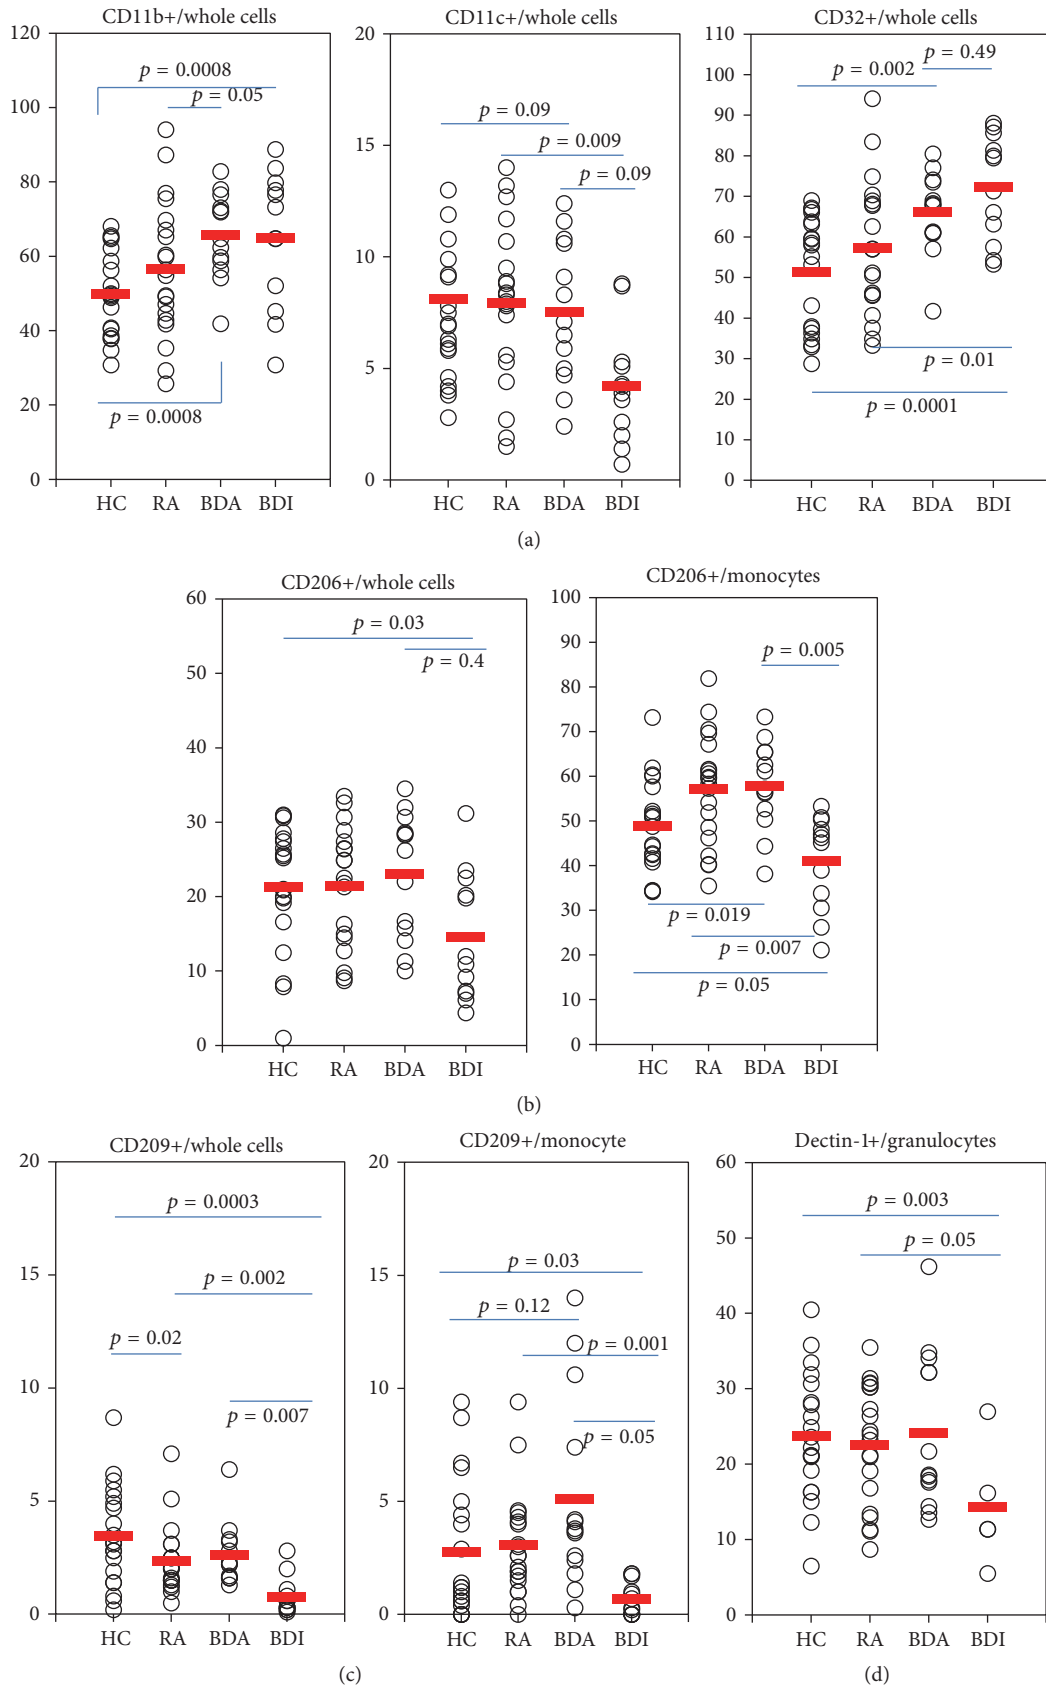 CD11b+/whole cells
120
100
80
60
40
20
0
p = 0.0008
p = 0.05
p = 0.0008
HC RA BDA BDI
CD11c+/whole cells
20
15
10
5
0
p = 0.09
p = 0.009
p = 0.09
HC RA BDA BDI
CD32+/whole cells
110
100
90
80
70
60
50
40
30
20
10
0
p = 0.49
p = 0.002
p = 0.01
p = 0.0001
HC RA BDA BDI
(a)
CD206+/whole cells
60
50
40
30
20
10
0
p = 0.03
p = 0.4
HC RA BDA BDI
CD206+/monocytes
100
90
80
70
60
50
40
30
20
10
0
p = 0.005
p = 0.019
p = 0.007
p = 0.05
HC RA BDA BDI
(b)
CD209+/whole cells
20
15
10
5
0
p = 0.0003
p = 0.002
p = 0.02
p = 0.007
HC RA BDA BDI
CD209+/monocyte
20
15
10
5
0
p = 0.03
p = 0.12
p = 0.001
p = 0.05
HC RA BDA BDI
(c)
Dectin-1+/granulocytes
60
50
40
30
20
10
0
p = 0.003
p = 0.05
HC RA BDA BDI
(d)